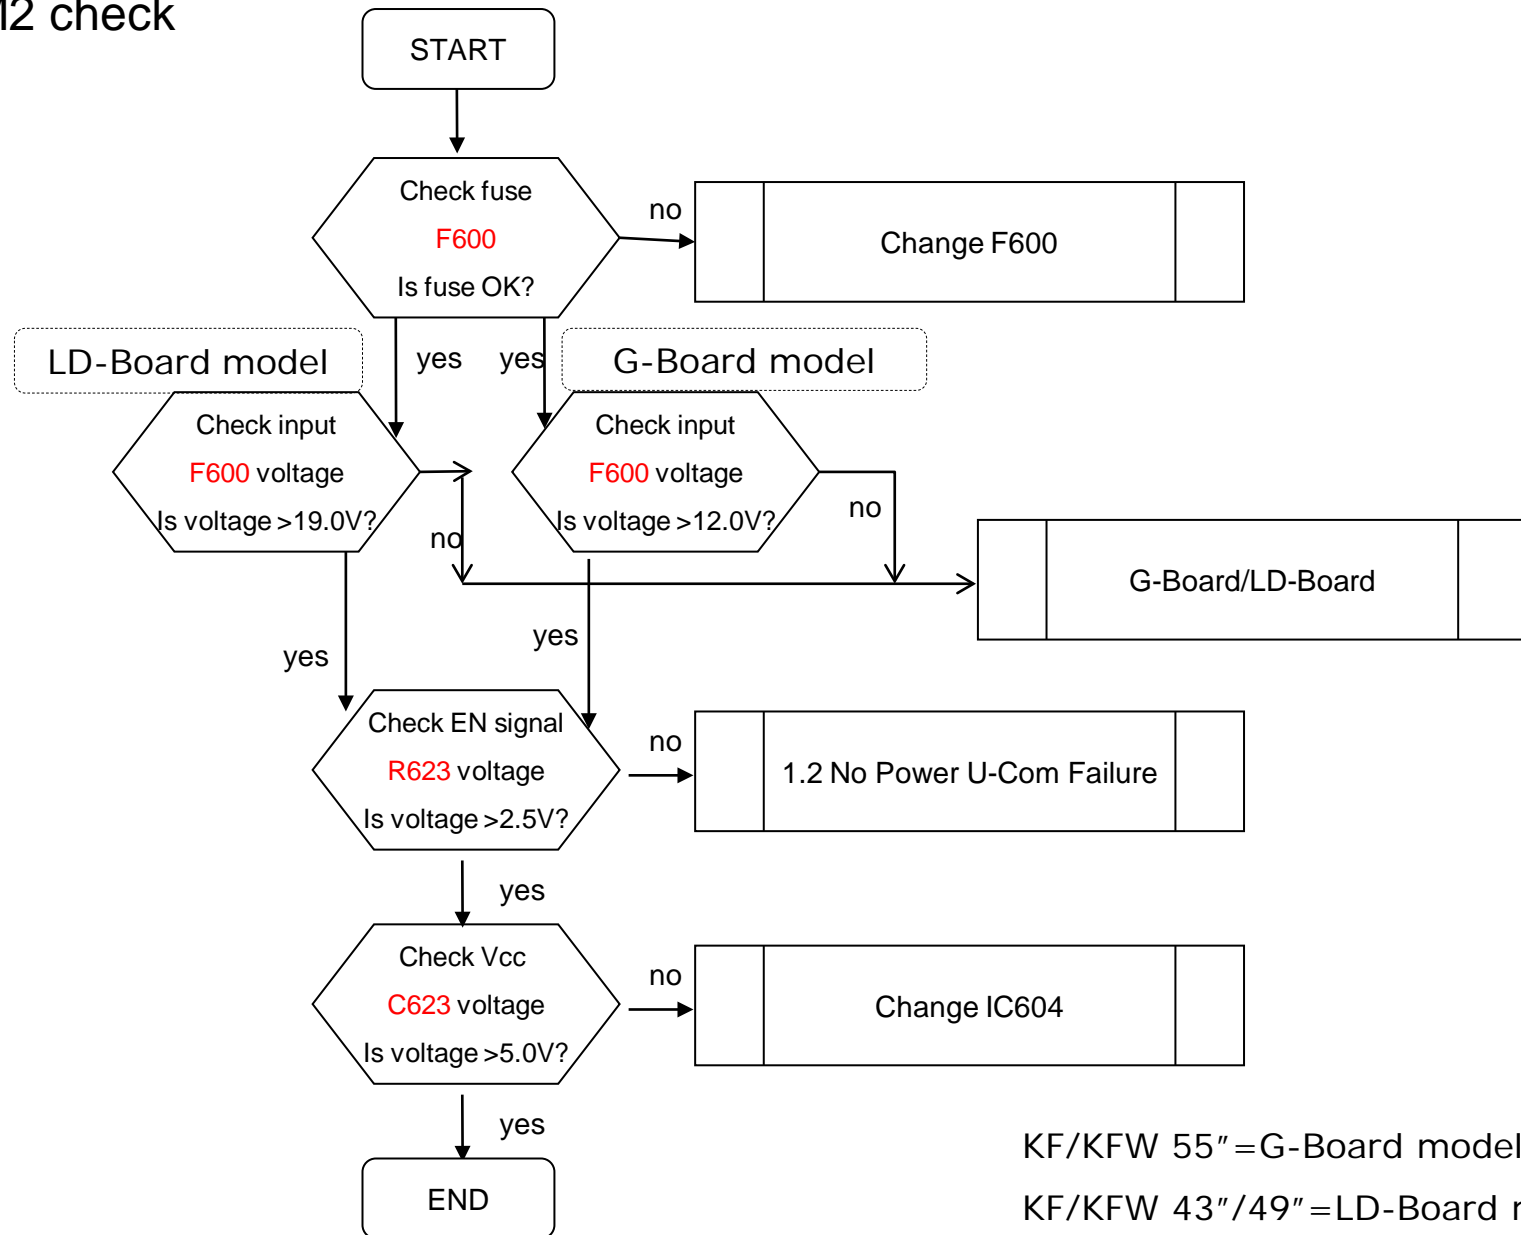 check
START
Check fuse
F600
Is fuse OK?
no
Change F600
LD-Board model
yes
yes
G-Board model
Check input
F600 voltage
Is voltage >19.0V?
no
Check input
F600 voltage
Is voltage >12.0V?
no
G-Board/LD-Board
yes
yes
Check EN signal
R623 voltage
Is voltage >2.5V?
no
1.2 No Power U-Com Failure
yes
Check Vcc
C623 voltage
Is voltage >5.0V?
no
Change IC604
yes
END
KF/KFW 55″=G-Board model
KF/KFW 43″/49″=LD-Board